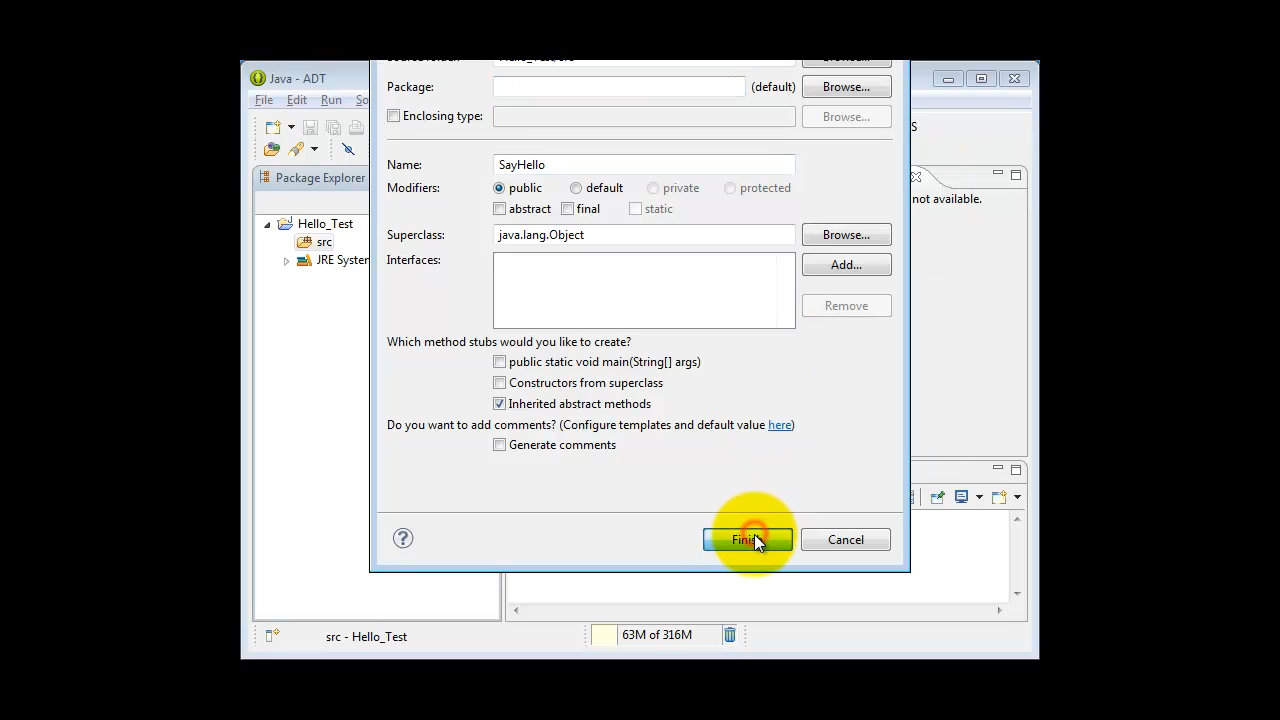 Java - ADT
File Edit Run So
Package: (default) Browse...
Enclosing type: Browse...
S
Package Explorer
not available.
Name: SayHello
Modifiers: public default private protected
abstract final static
Hello_Test
src
JRE System
Superclass: java.lang.Object Browse...
Interfaces: Add...
Remove
Which method stubs would you like to create?
public static void main(String[] args)
Constructors from superclass
Inherited abstract methods
Do you want to add comments? (Configure templates and default value here)
Generate comments
Finish Cancel
src - Hello_Test 63M of 316M